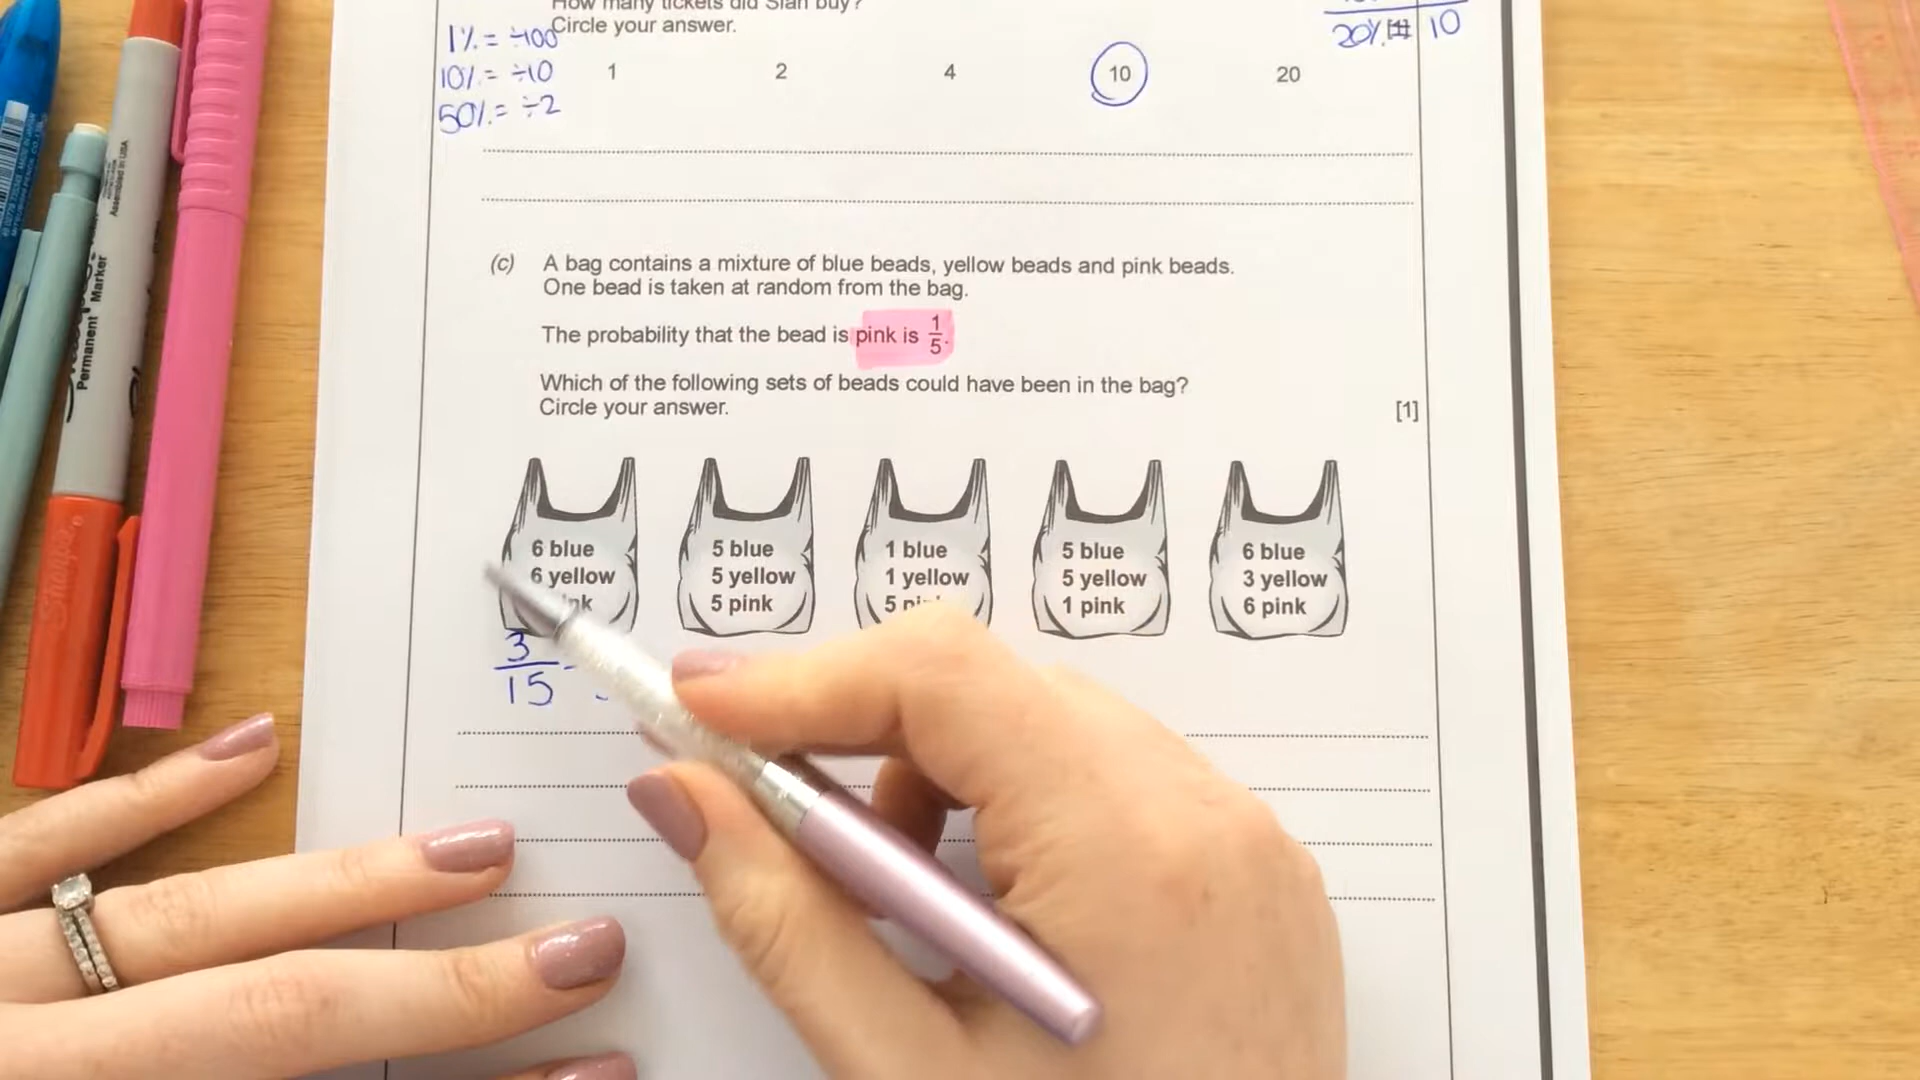 How many tickets did Sian buy?
Circle your answer.
1% = ÷100
10% = ÷10
50% = ÷2
20% [1] 10
1 2 4 10 20
(c) A bag contains a mixture of blue beads, yellow beads and pink beads.
One bead is taken at random from the bag.
The probability that the bead is pink is 1/5.
Which of the following sets of beads could have been in the bag?
Circle your answer.
[1]
6 blue
6 yellow
5 blue
5 yellow
5 pink
1 blue
1 yellow
5
5 blue
5 yellow
1 pink
6 blue
3 yellow
6 pink
3
15
Permanent Marker
Sharpie
Assembled in USA